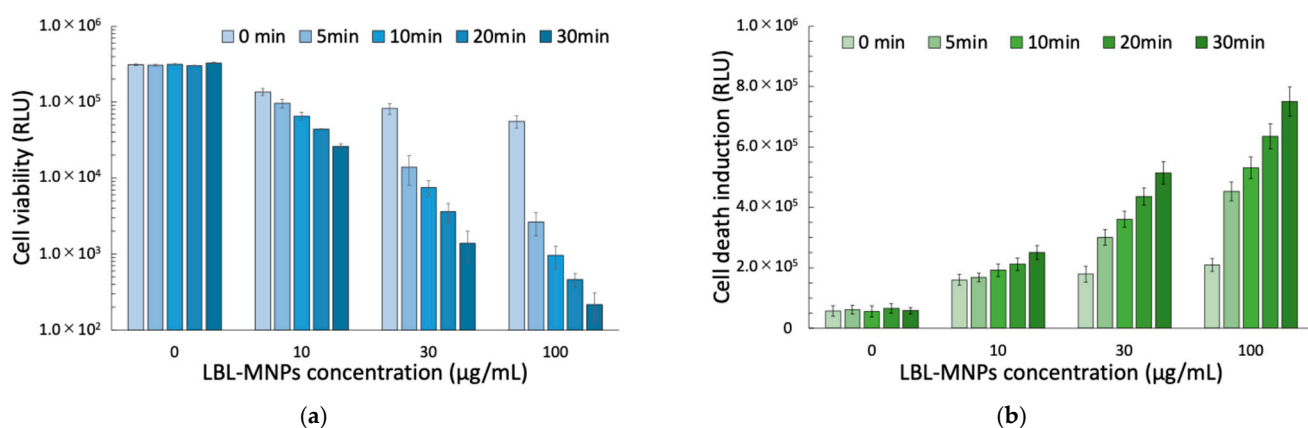 1.0×10⁶
0 min 5min 10min 20min 30min
1.0×10⁵
1.0×10⁴
1.0×10³
1.0×10²
Cell viability (RLU)
0 10 30 100
LBL-MNPs concentration (μg/mL)
(a)
1.0×10⁶
0 min 5min 10min 20min 30min
8.0×10⁵
6.0×10⁵
4.0×10⁵
2.0×10⁵
0
Cell death induction (RLU)
0 10 30 100
LBL-MNPs concentration (μg/mL)
(b)